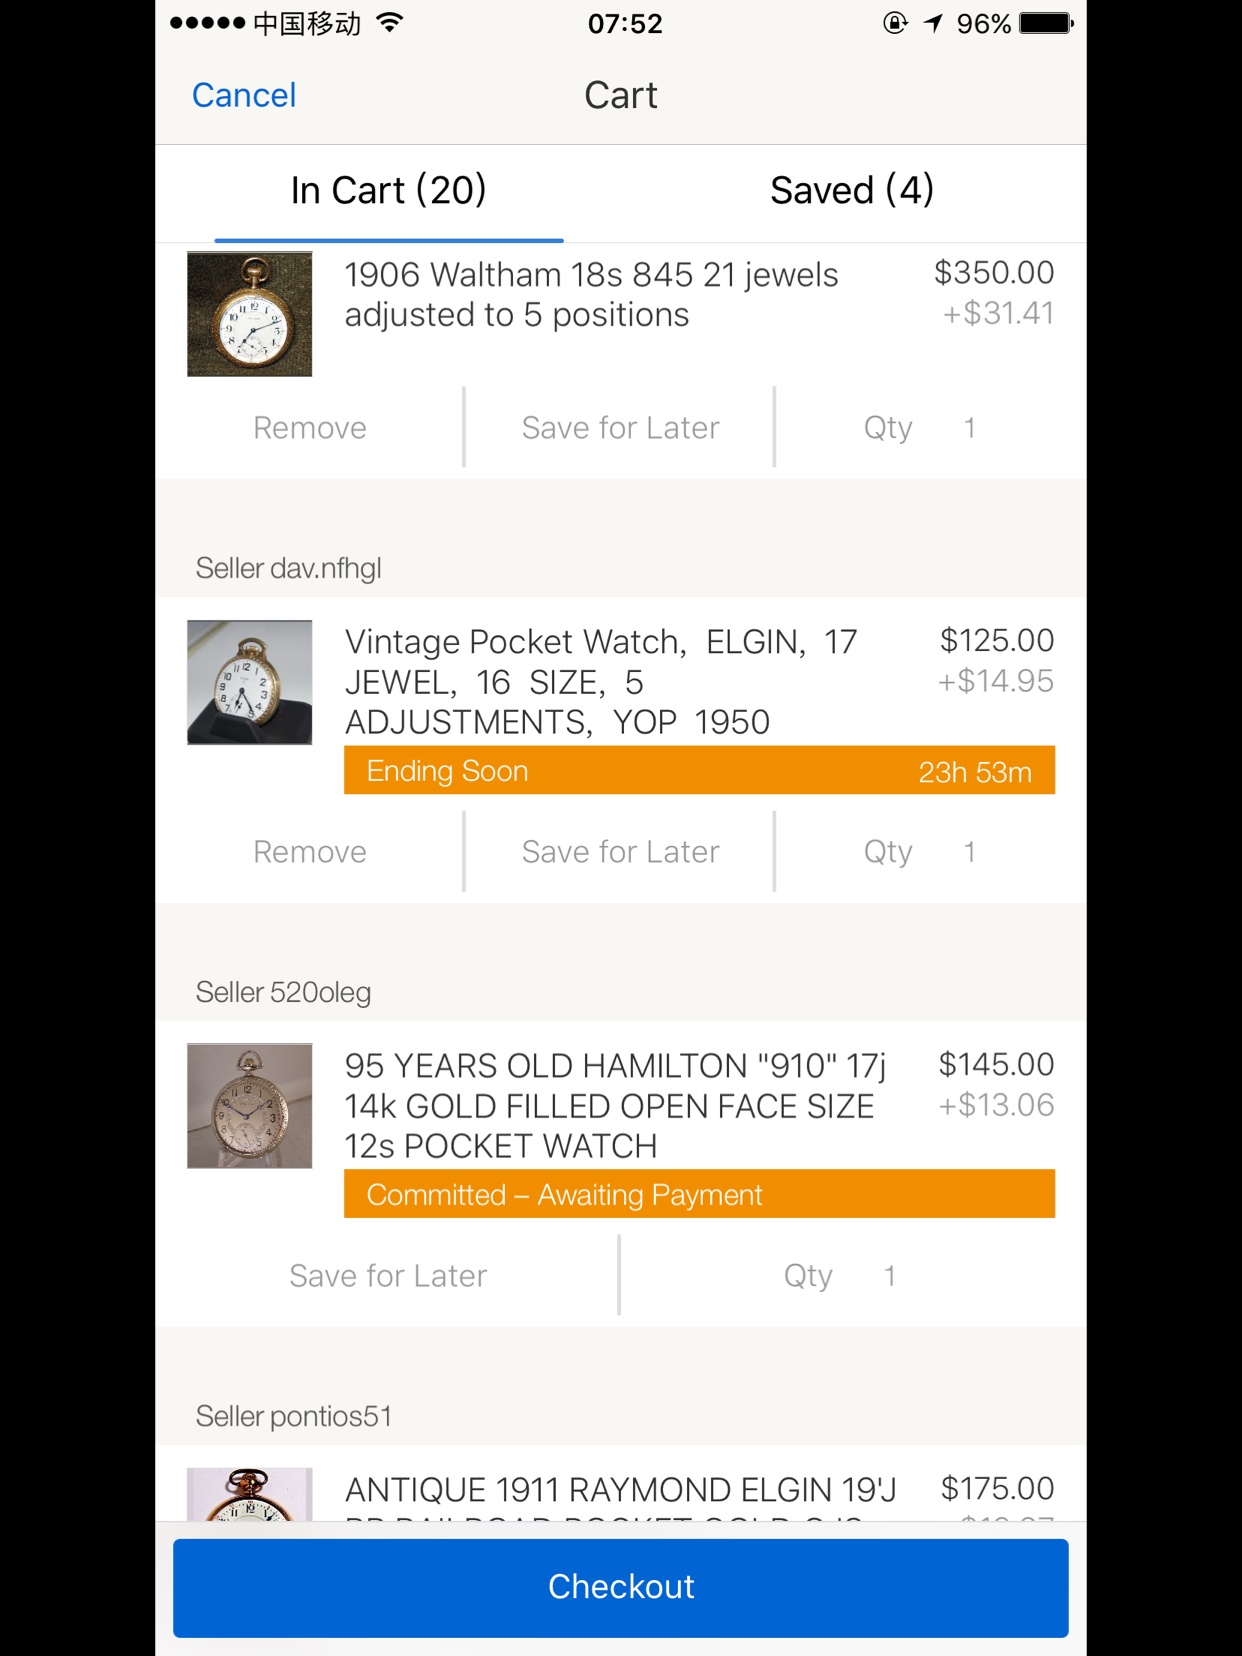 中国移动 07:52 96%
Cancel Cart
In Cart (20) Saved (4)
1906 Waltham 18s 845 21 jewels $350.00
adjusted to 5 positions +$31.41
Remove Save for Later Qty 1
Seller dav.nfhgl
Vintage Pocket Watch, ELGIN, 17 $125.00
JEWEL, 16 SIZE, 5 +$14.95
ADJUSTMENTS, YOP 1950
Ending Soon 23h 53m
Remove Save for Later Qty 1
Seller 520oleg
95 YEARS OLD HAMILTON "910" 17j $145.00
14k GOLD FILLED OPEN FACE SIZE +$13.06
12s POCKET WATCH
Committed – Awaiting Payment
Save for Later Qty 1
Seller pontios51
ANTIQUE 1911 RAYMOND ELGIN 19'J $175.00
RAILROAD POCKET GOLD
Checkout